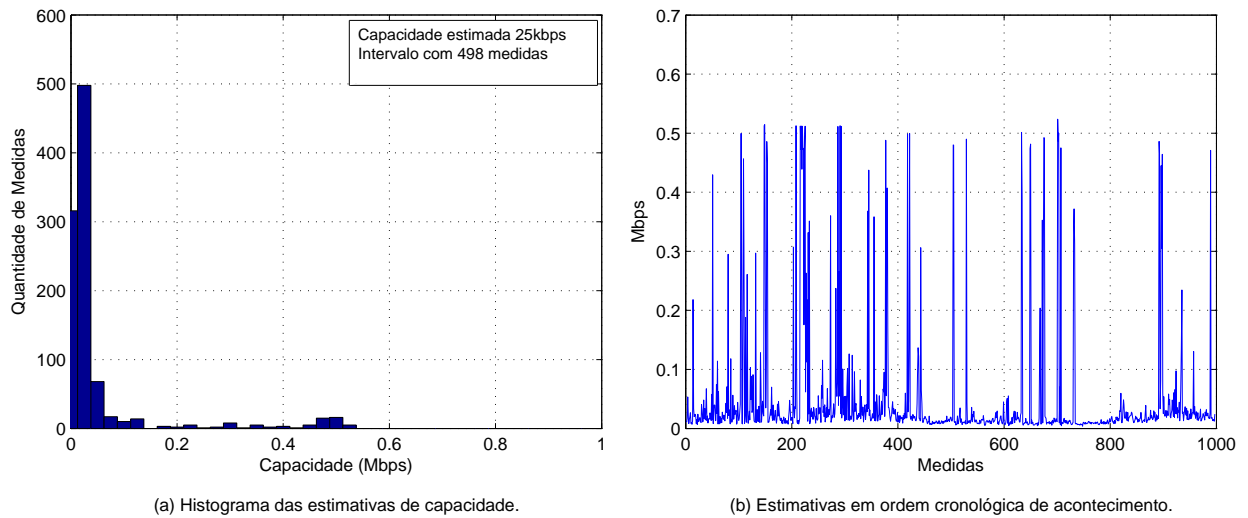 600
500
400
300
200
100
0
Quantidade de Medidas
Capacidade estimada 25kbps
Intervalo com 498 medidas
0 0.2 0.4 0.6 0.8 1
Capacidade (Mbps)
(a) Histograma das estimativas de capacidade.
0.7
0.6
0.5
0.4
0.3
0.2
0.1
0
Mbps
0 200 400 600 800 1000
Medidas
(b) Estimativas em ordem cronológica de acontecimento.